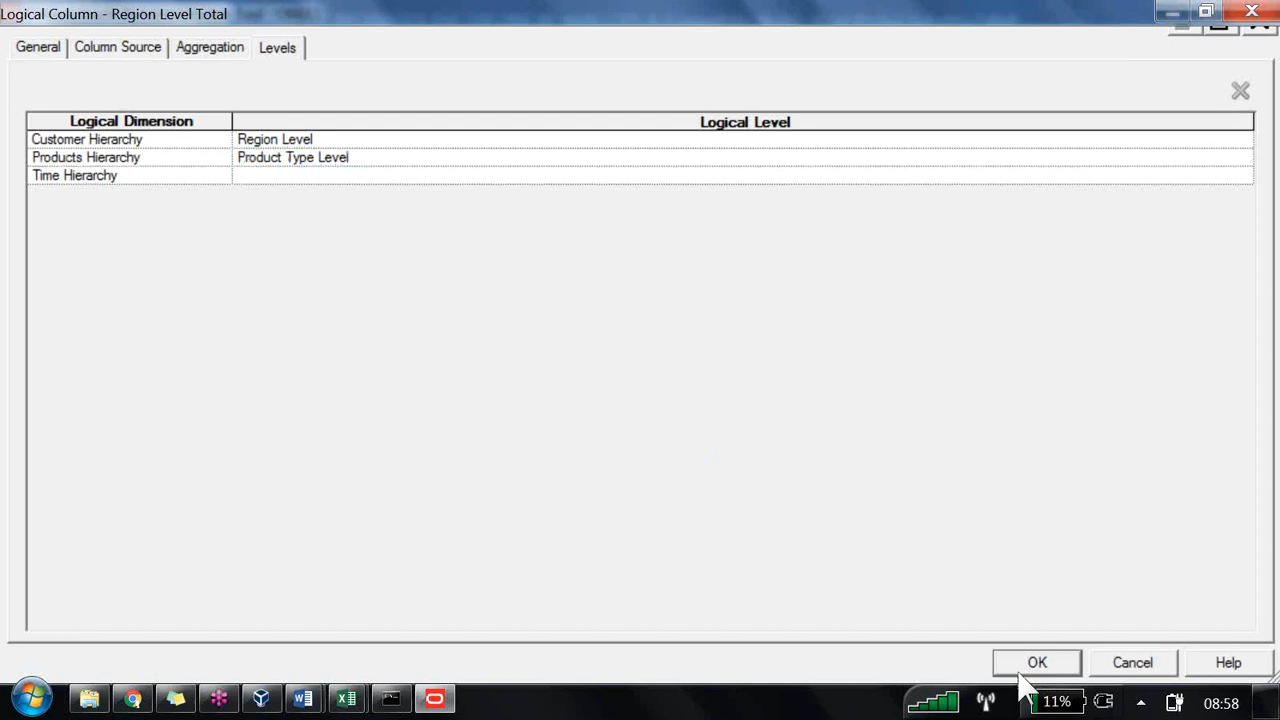 Logical Column - Region Level Total
General Column Source Aggregation Levels
Logical Dimension Logical Level
Customer Hierarchy Region Level
Products Hierarchy Product Type Level
Time Hierarchy
OK Cancel Help
11% 08:58